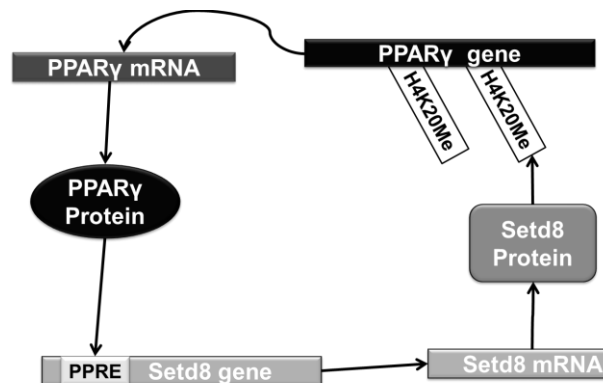 PPARγ gene
PPARγ mRNA
H4K20Me
H4K20Me
PPARγ
Protein
Setd8
Protein
PPRE
Setd8 gene
Setd8 mRNA